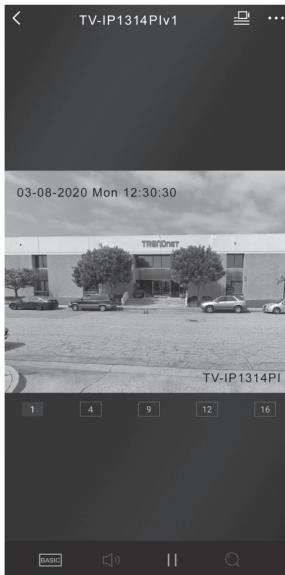 TV-IP1314PIv1
03-08-2020 Mon 12:30:30
TRENDnet
TV-IP1314PI
1 4 9 12 16
BASIC